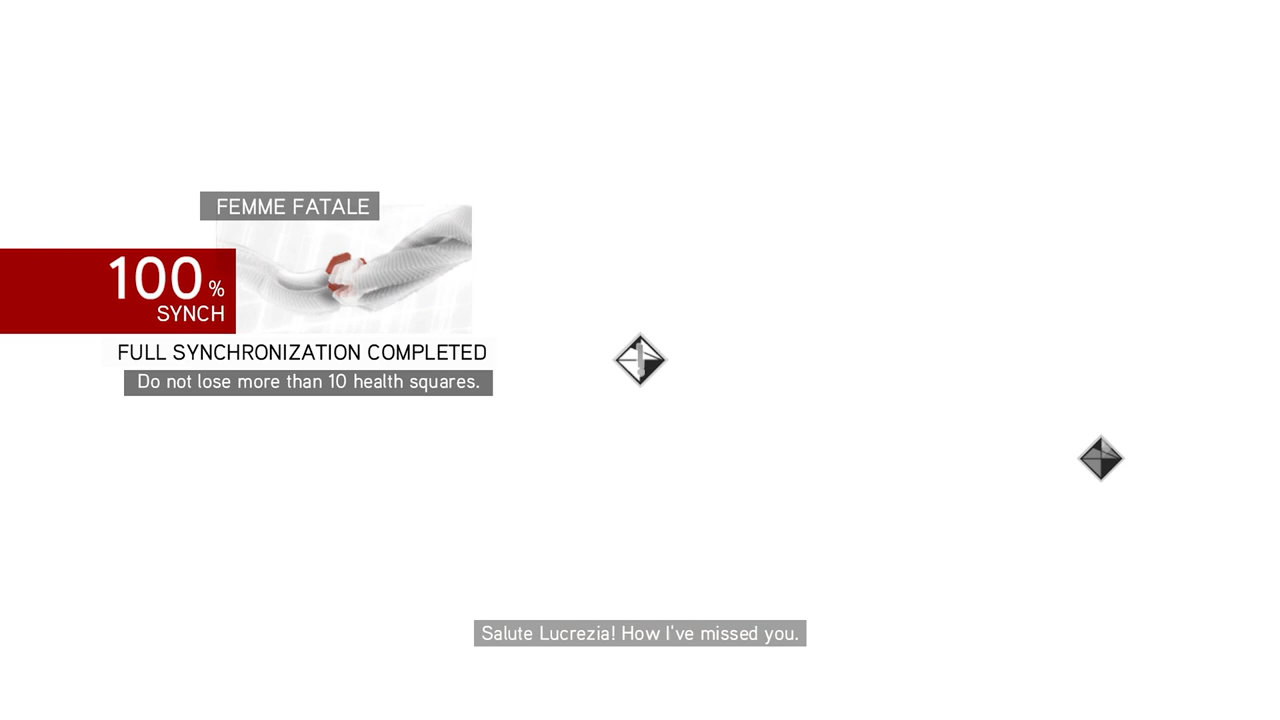 FEMME FATALE
100 %
SYNCH
FULL SYNCHRONIZATION COMPLETED
Do not lose more than 10 health squares.
Salute Lucrezia! How I've missed you.